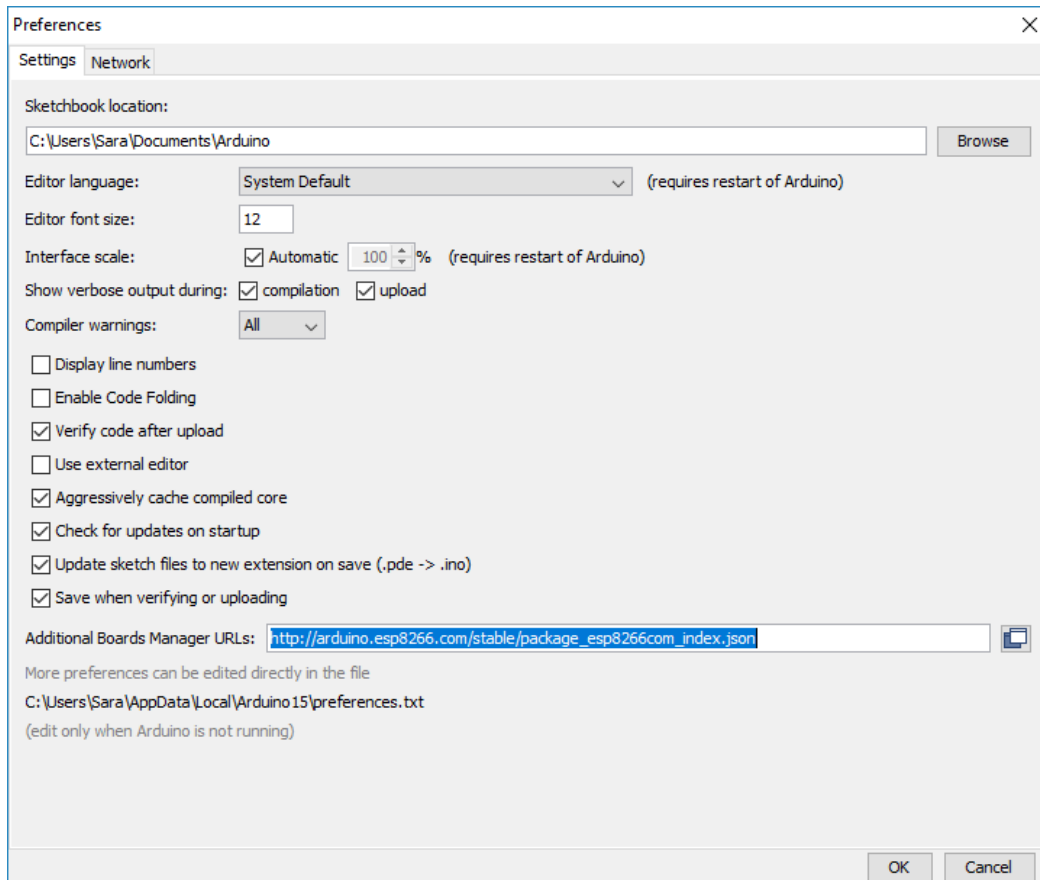 Preferences
Settings Network
Sketchbook location:
C:\Users\Sara\Documents\Arduino Browse
Editor language: System Default (requires restart of Arduino)
Editor font size: 12
Interface scale: Automatic 100 % (requires restart of Arduino)
Show verbose output during: compilation upload
Compiler warnings: All
Display line numbers
Enable Code Folding
Verify code after upload
Use external editor
Aggressively cache compiled core
Check for updates on startup
Update sketch files to new extension on save (.pde -> .ino)
Save when verifying or uploading
Additional Boards Manager URLs: http://arduino.esp8266.com/stable/package_esp8266com_index.json
More preferences can be edited directly in the file
C:\Users\Sara\AppData\Local\Arduino15\preferences.txt
(edit only when Arduino is not running)
OK Cancel